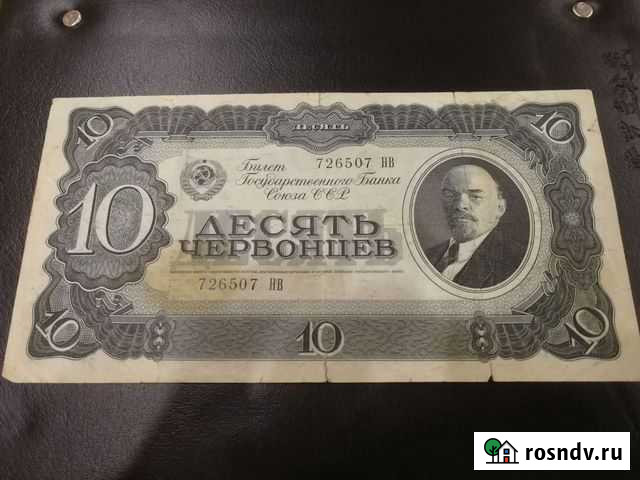 ДЕСЯТЬ
10
10
Билет 726507 НВ
Государственного Банка
Союза ССР
10
ДЕСЯТЬ
ЧЕРВОНЦЕВ
726507 НВ
10
10
10
rosndv.ru